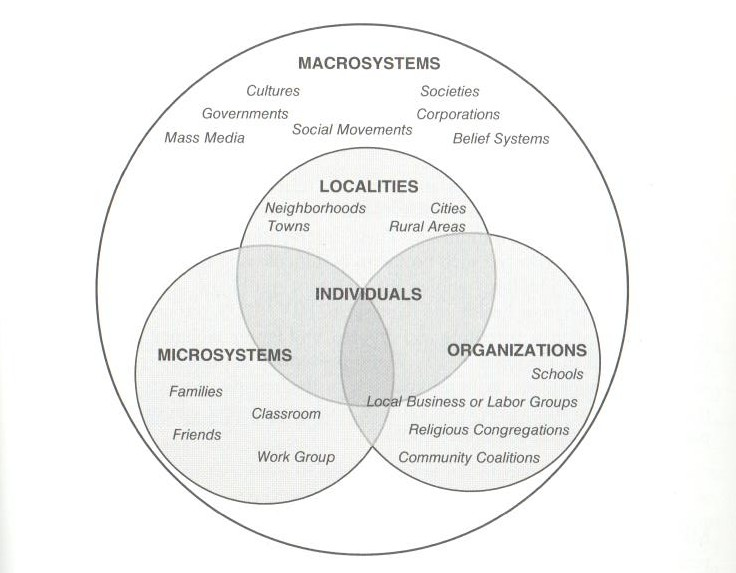 MACROSYSTEMS
Cultures
Societies
Governments
Corporations
Mass Media
Social Movements
Belief Systems
LOCALITIES
Neighborhoods
Cities
Towns
Rural Areas
INDIVIDUALS
MICROSYSTEMS
Families
Classroom
Friends
Work Group
ORGANIZATIONS
Schools
Local Business or Labor Groups
Religious Congregations
Community Coalitions